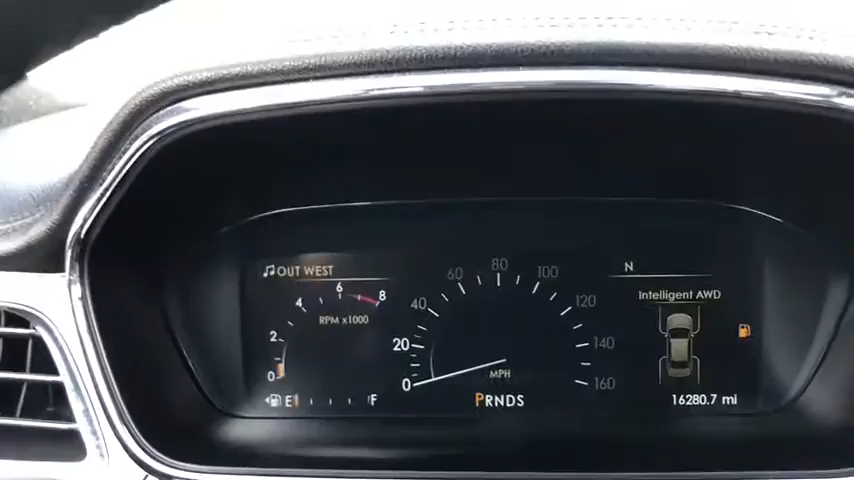 OUT WEST
N
Intelligent AWD
RPM x1000
0
2
4
6
8
0
20
40
60
80
100
120
140
160
MPH
E F
PRNDS
16280.7 mi